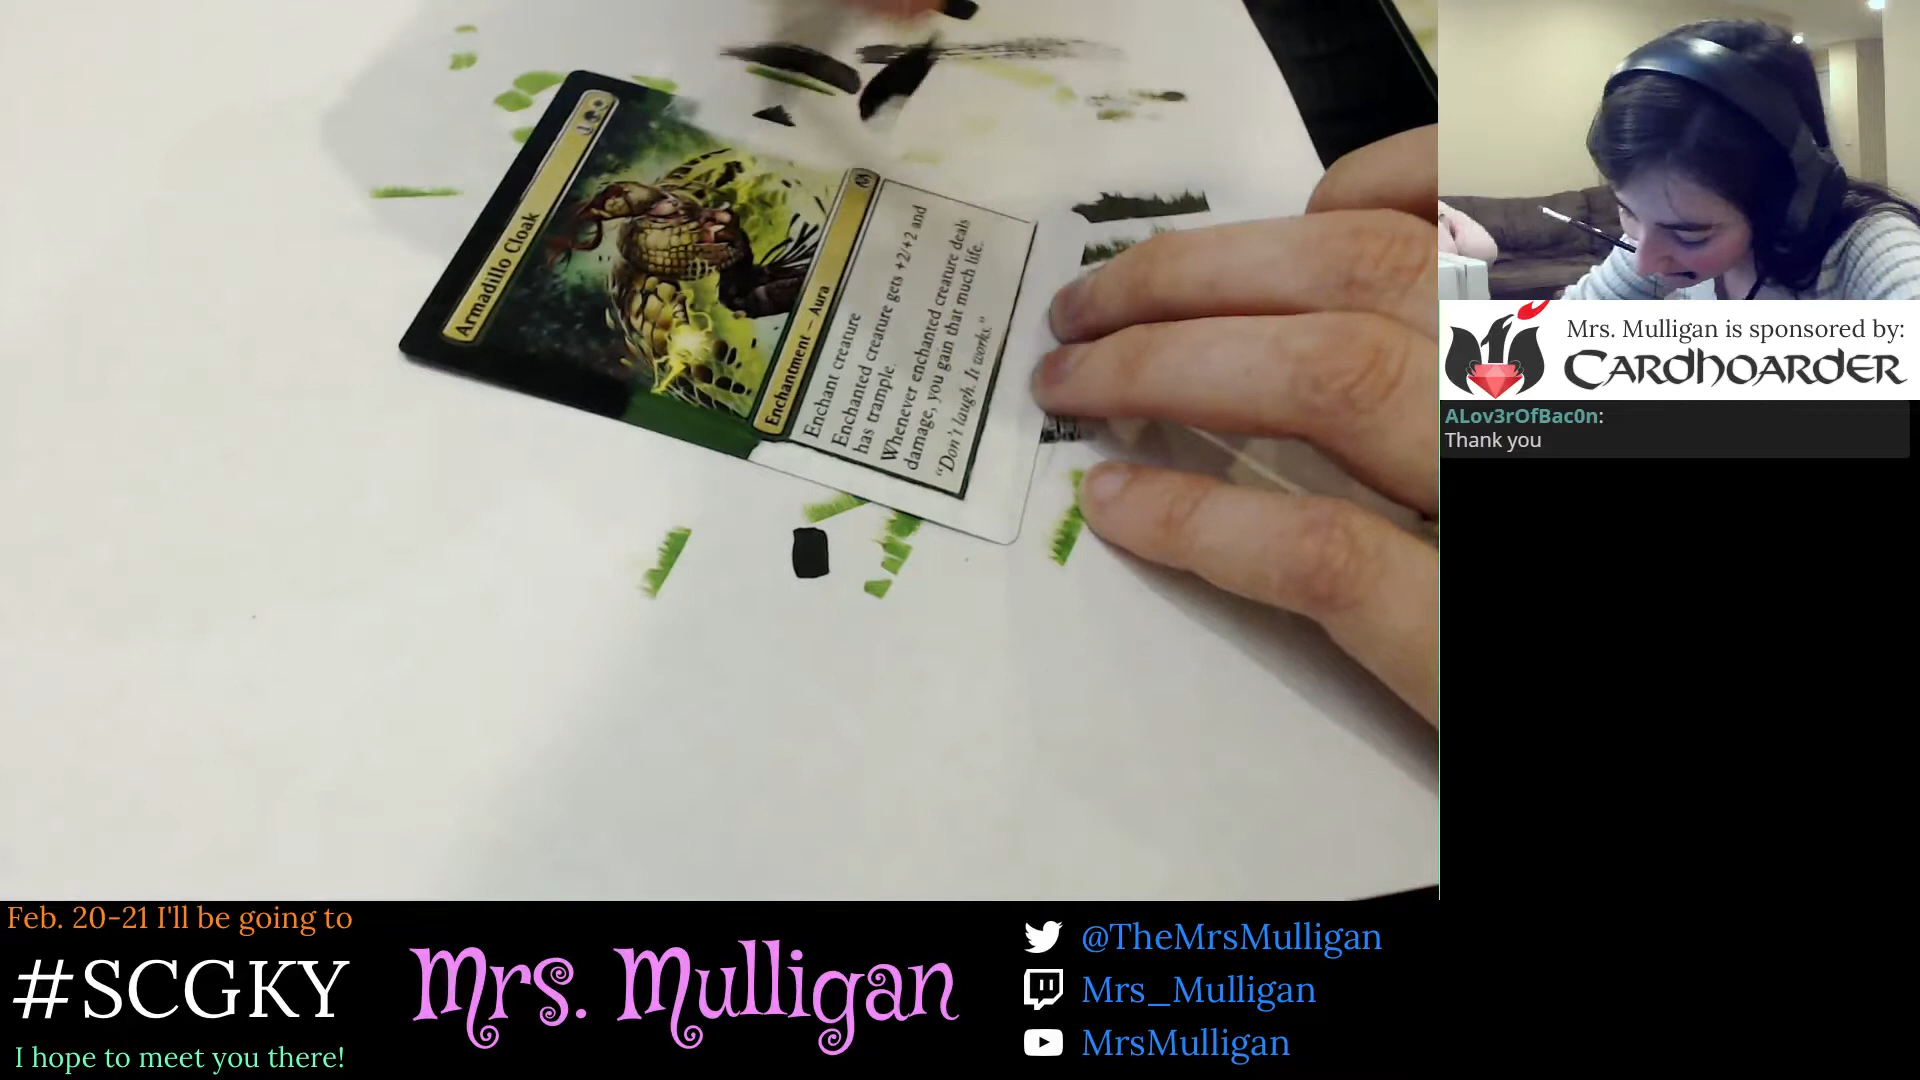 Armadillo Cloak
Enchantment — Aura
Enchant creature
Enchanted creature gets +2/+2 and
has trample.
Whenever enchanted creature deals
damage, you gain that much life.
“Don't laugh. It works.”
Mrs. Mulligan is sponsored by:
CARDHOARDER
ALov3rOfBac0n:
Thank you
Feb. 20-21 I'll be going to
#SCGKY
I hope to meet you there!
Mrs. Mulligan
@TheMrsMulligan
Mrs_Mulligan
MrsMulligan